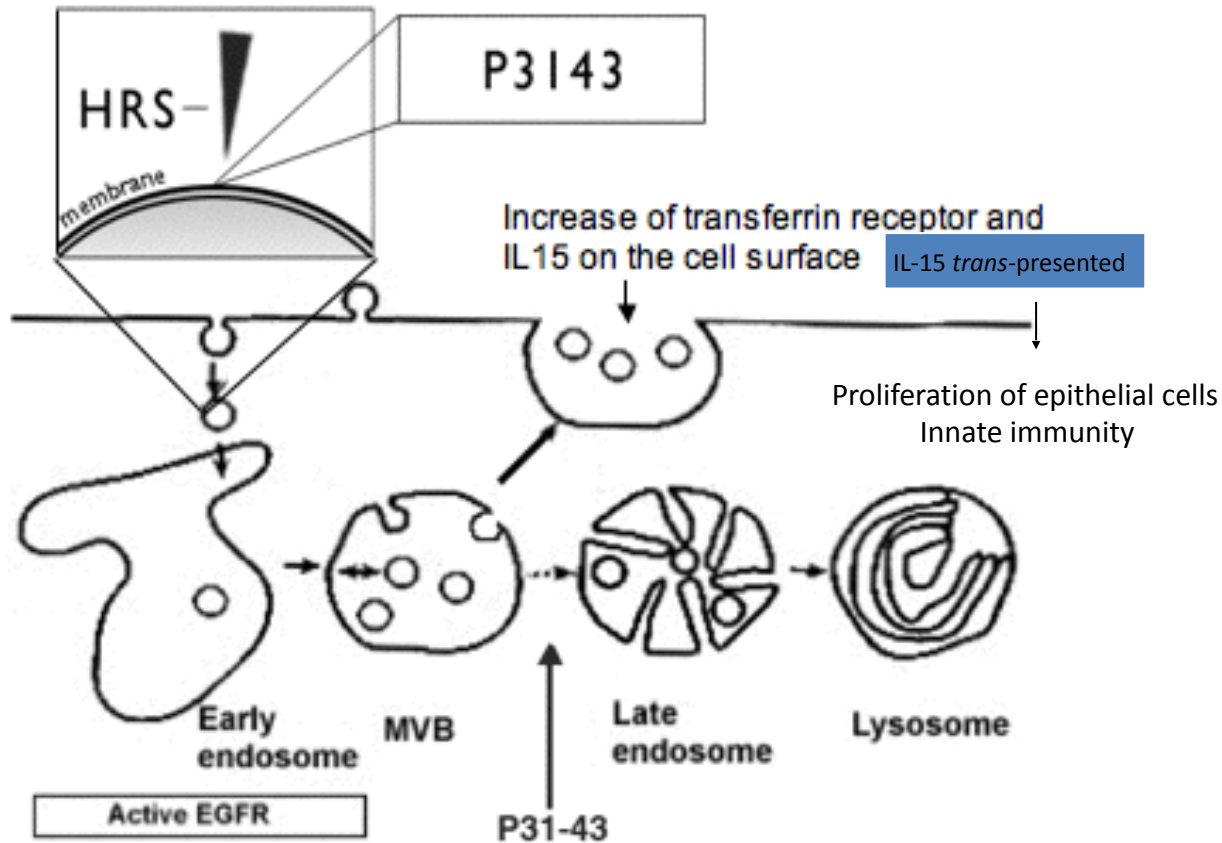 HRS
P3143
membrane
Increase of transferrin receptor and
IL15 on the cell surface
IL-15 trans-presented
Proliferation of epithelial cells
Innate immunity
Early
endosome
MVB
Late
endosome
Lysosome
Active EGFR
P31-43